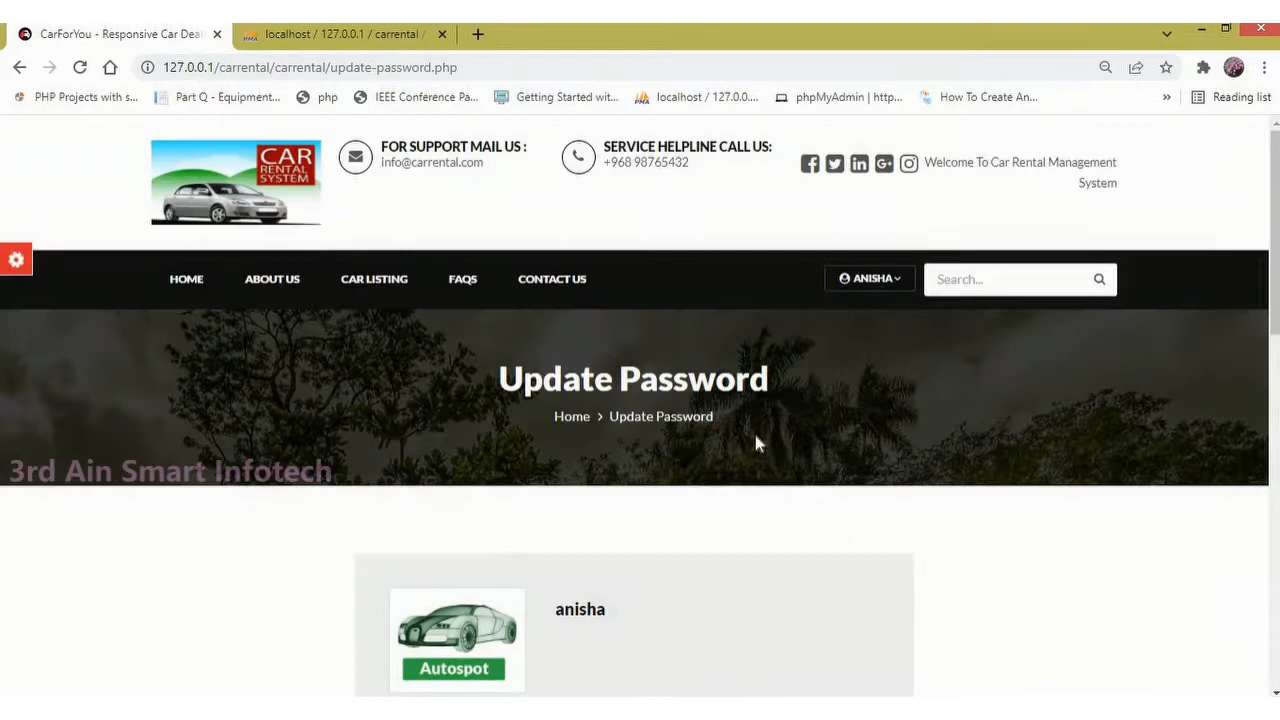 CarForYou - Responsive Car Dea
localhost / 127.0.0.1 / carrental /
127.0.0.1/carrental/carrental/update-password.php
PHP Projects with s...
Part Q - Equipment...
php
IEEE Conference Pa...
Getting Started wit...
localhost / 127.0.0....
phpMyAdmin | http...
How To Create An...
»
Reading list
CAR
RENTAL
SYSTEM
FOR SUPPORT MAIL US :
info@carrental.com
SERVICE HELPLINE CALL US:
+968 98765432
Welcome To Car Rental Management
System
HOME
ABOUT US
CAR LISTING
FAQS
CONTACT US
ANISHA
Search...
Update Password
Home > Update Password
3rd Ain Smart Infotech
anisha
Autospot